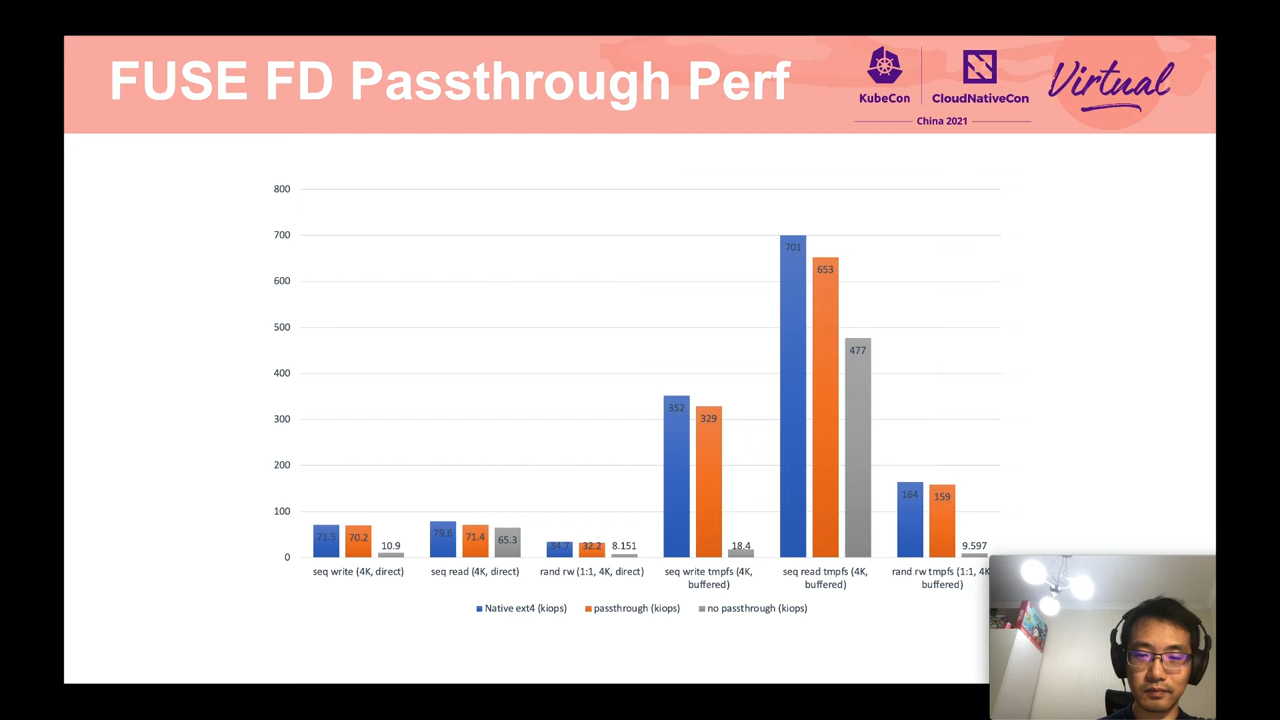 FUSE FD Passthrough Perf
KubeCon
CloudNativeCon
China 2021
Virtual
800
700
600
500
400
300
200
100
0
71.5
70.2
10.9
79.6
71.4
65.3
34.7
32.2
8.151
352
329
18.4
701
653
477
164
159
9.597
seq write (4K, direct)
seq read (4K, direct)
rand rw (1:1, 4K, direct)
seq write tmpfs (4K,
buffered)
seq read tmpfs (4K,
buffered)
rand rw tmpfs (1:1, 4K
buffered)
Native ext4 (kiops)
passthrough (kiops)
no passthrough (kiops)